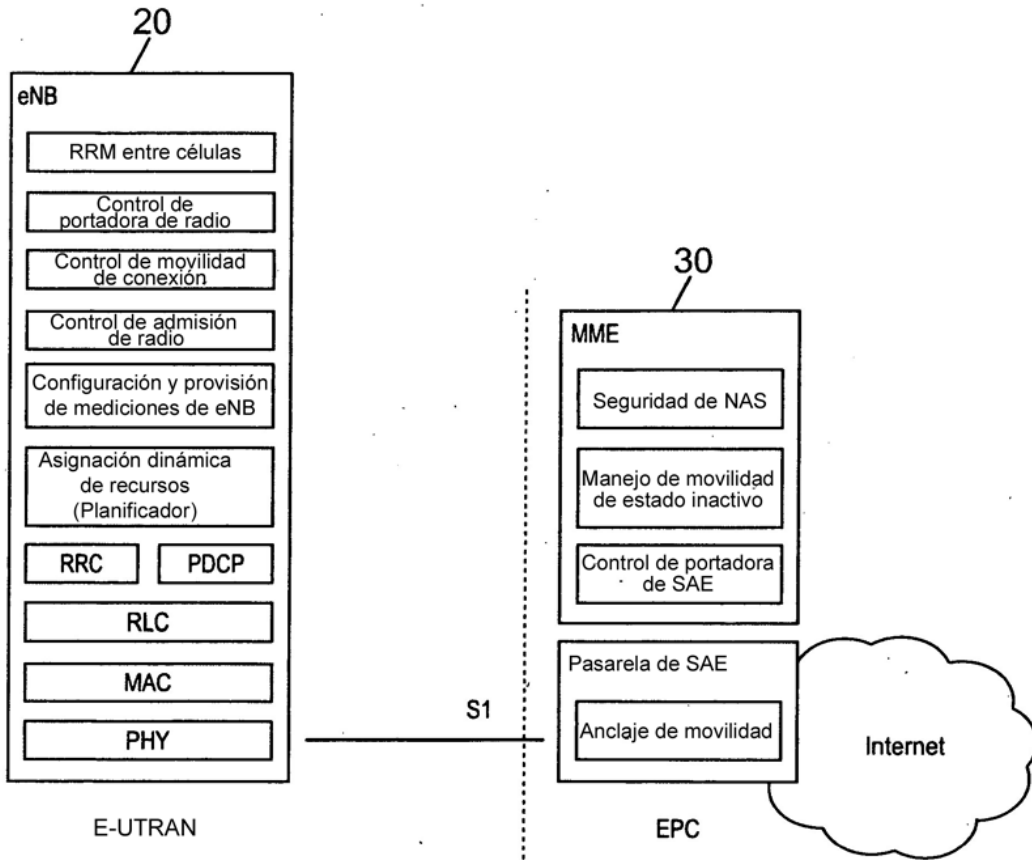 20
eNB
RRM entre células
Control de
portadora de radio
Control de movilidad
de conexión
Control de admisión
de radio
Configuración y provisión
de mediciones de eNB
Asignación dinámica
de recursos
(Planificador)
RRC
PDCP
RLC
MAC
PHY
E-UTRAN
S1
30
MME
Seguridad de NAS
Manejo de movilidad
de estado inactivo
Control de portadora
de SAE
Pasarela de SAE
Anclaje de movilidad
EPC
Internet